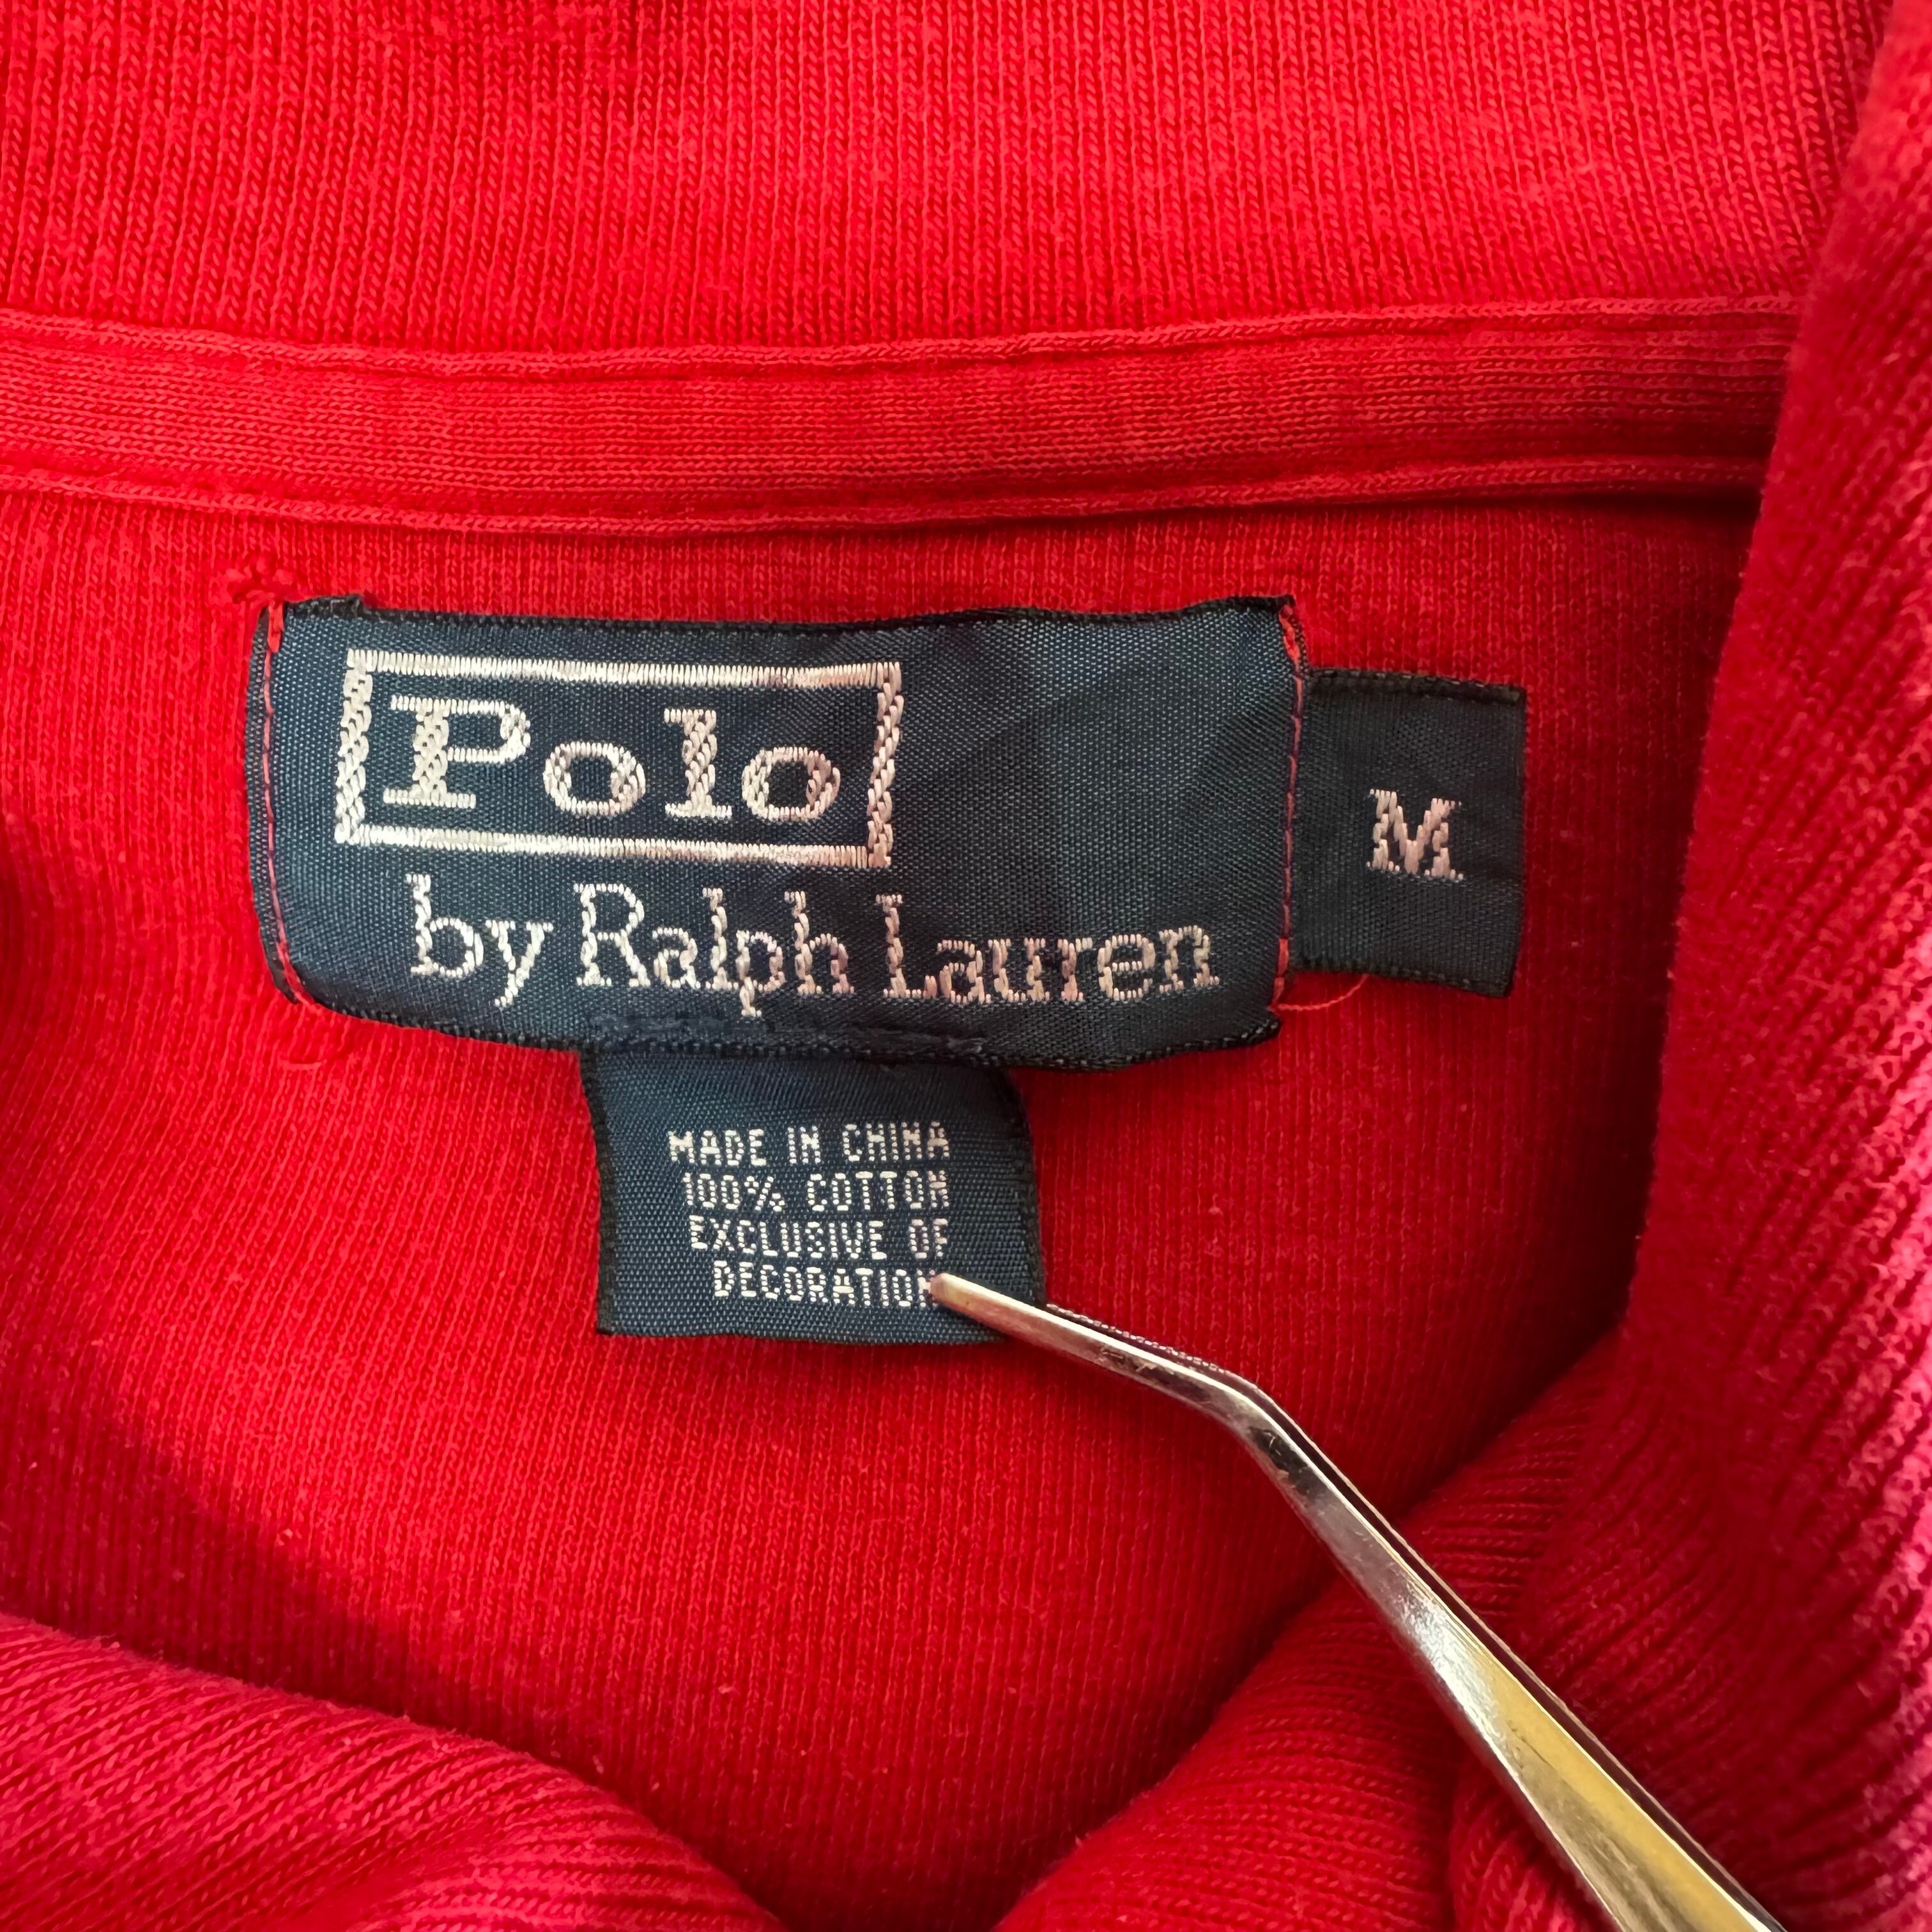 Polo
by Ralph Lauren
M
MADE IN CHINA
100% COTTON
EXCLUSIVE OF
DECORATION